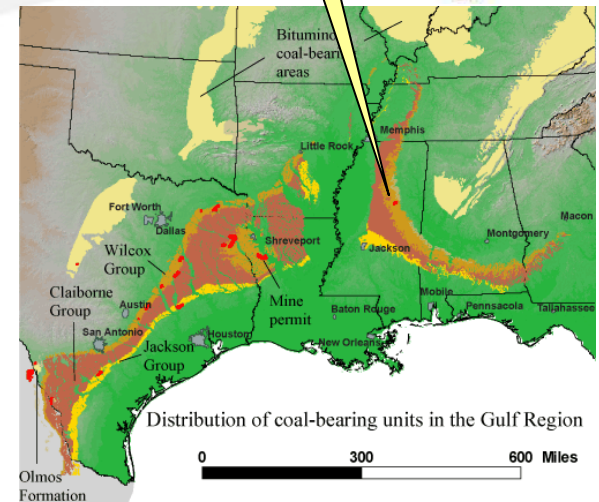 Bitumino
coal-bearin
areas
Memphis
Little Rock
Fort Worth
Dallas
Macon
Wilcox
Group
Shreveport
Jackson
Montgomery
Claiborne
Group
Austin
Mine
permit
Baton Rouge
Mobile
Pennsacola
Tallahassee
San Antonio
Houston
New Orleans
Jackson
Group
Distribution of coal-bearing units in the Gulf Region
0 300 600 Miles
Olmos
Formation